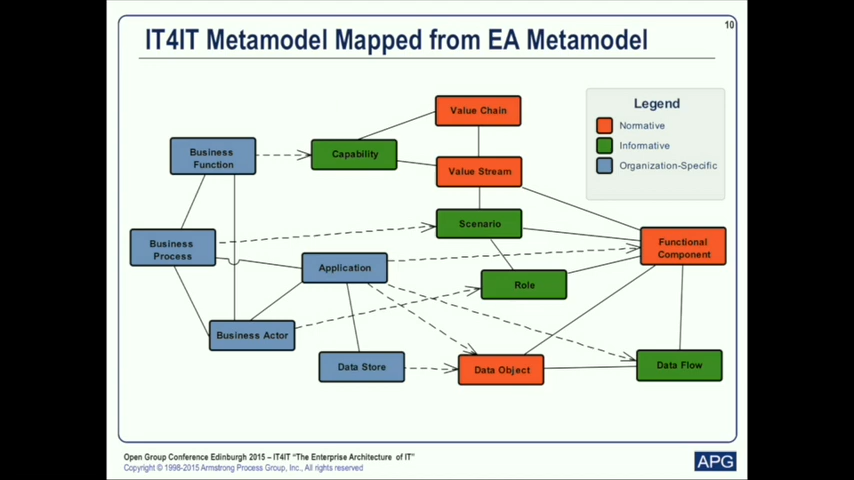 10
IT4IT Metamodel Mapped from EA Metamodel
Legend
Normative
Informative
Organization-Specific
Value Chain
Business
Function
Capability
Value Stream
Scenario
Business
Process
Functional
Component
Application
Role
Business Actor
Data Store
Data Object
Data Flow
Open Group Conference Edinburgh 2015 – IT4IT "The Enterprise Architecture of IT"
Copyright © 1998-2015 Armstrong Process Group, Inc., All rights reserved
APG